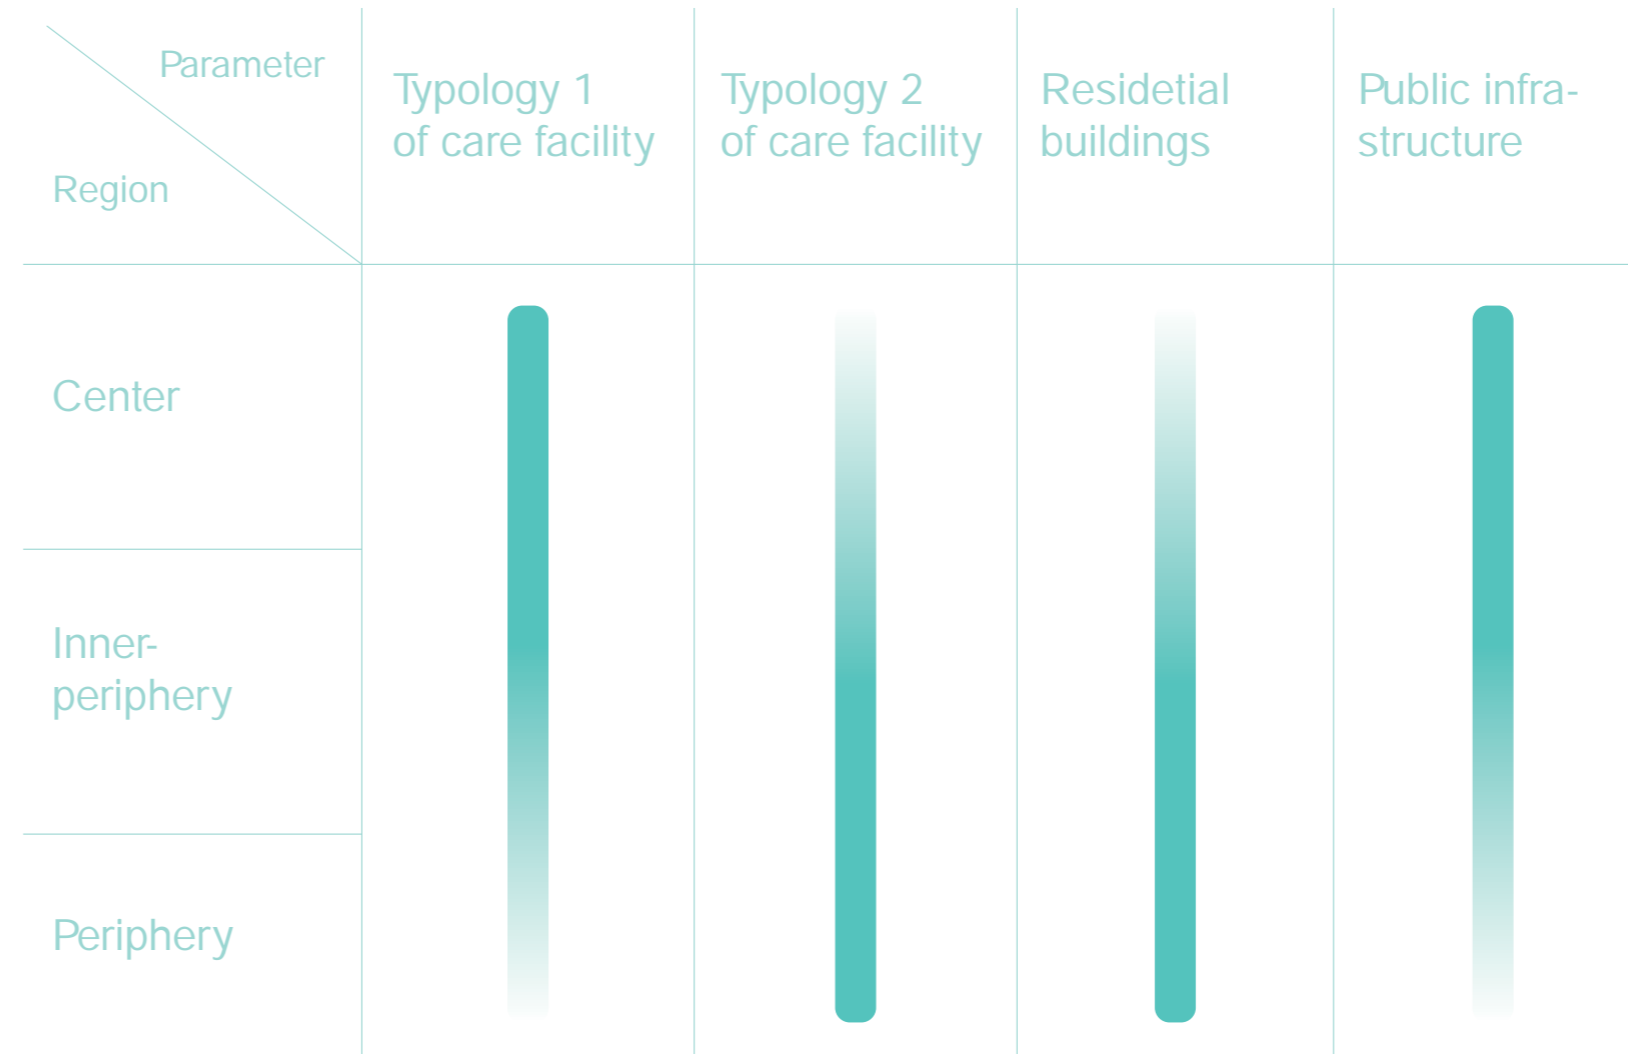 Parameter
Region
Typology 1
of care facility
Typology 2
of care facility
Residetial
buildings
Public infra-
structure
Center
Inner-
periphery
Periphery